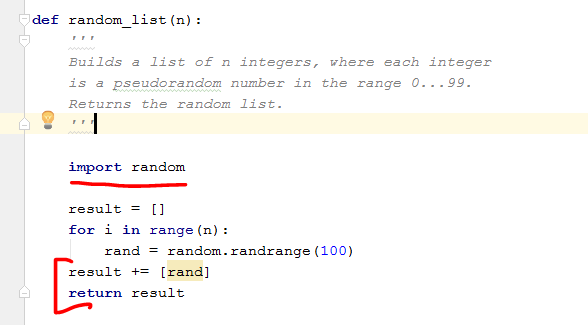 def random_list(n):
    '''
    Builds a list of n integers, where each integer
    is a pseudorandom number in the range 0...99.
    Returns the random list.
    '''
    import random
    result = []
    for i in range(n):
        rand = random.randrange(100)
    result += [rand]
    return result